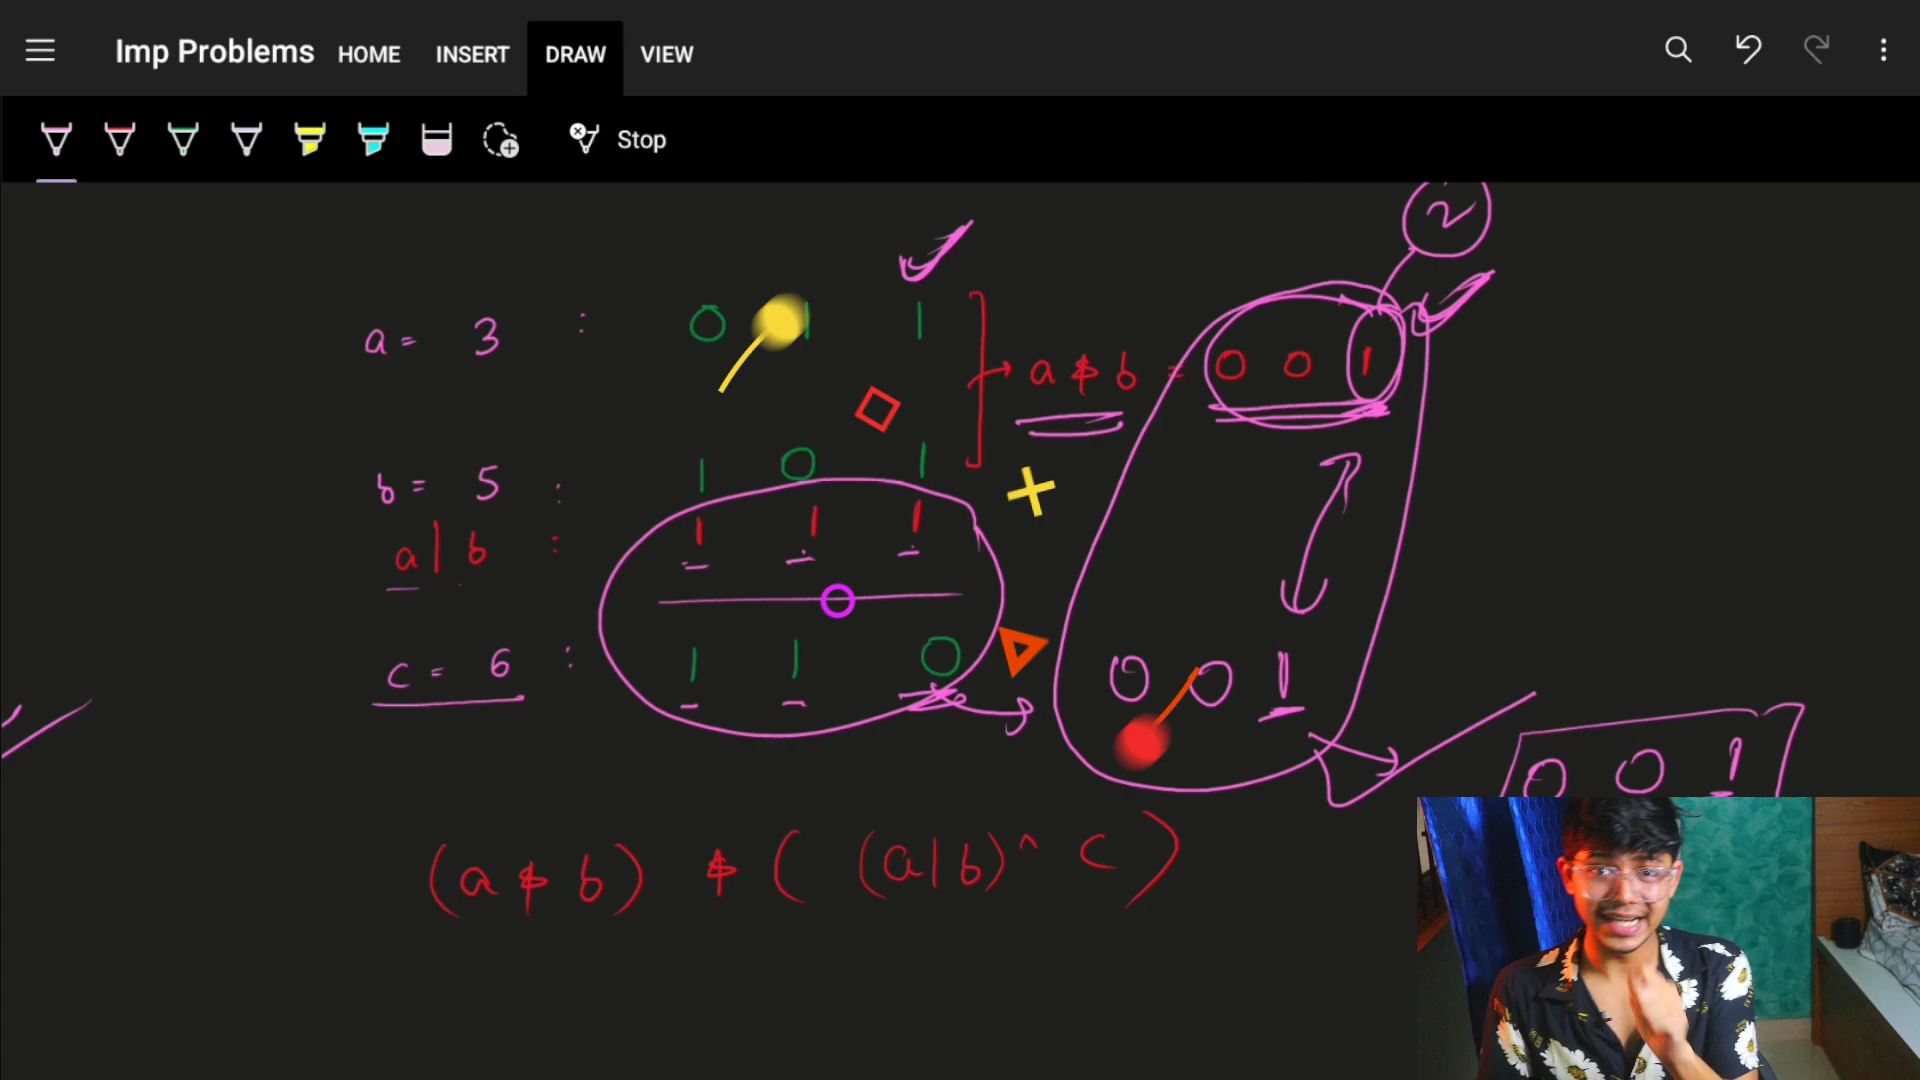 Imp Problems HOME INSERT DRAW VIEW
Stop
2
a = 3 : 0 1 1
a & b = 0 0 1
b = 5 : 1 0 1
a | b : 1 1 1
c = 6 : 1 1 0
0 0 1
0 0 1
(a & b) & ( (a | b) ^ c )